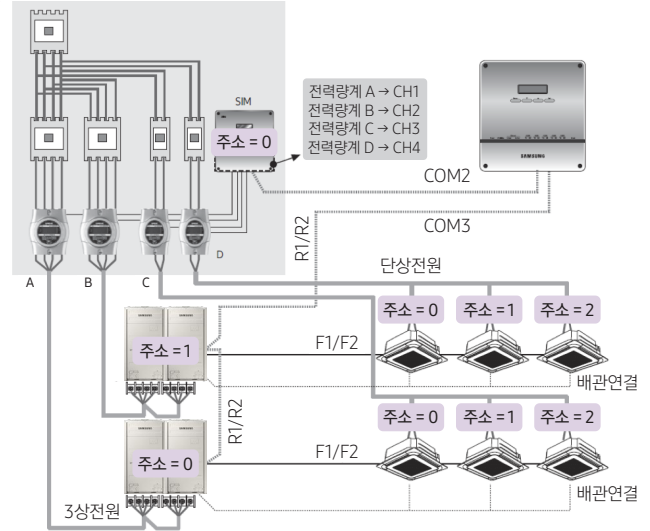 SIM
주소 = 0
전력량계 A → CH1
전력량계 B → CH2
전력량계 C → CH3
전력량계 D → CH4
SAMSUNG
COM2
COM3
R1/R2
A
B
C
D
단상전원
주소 = 0
주소 = 1
주소 = 2
주소 = 1
F1/F2
배관연결
R1/R2
주소 = 0
주소 = 1
주소 = 2
주소 = 0
F1/F2
배관연결
3상전원